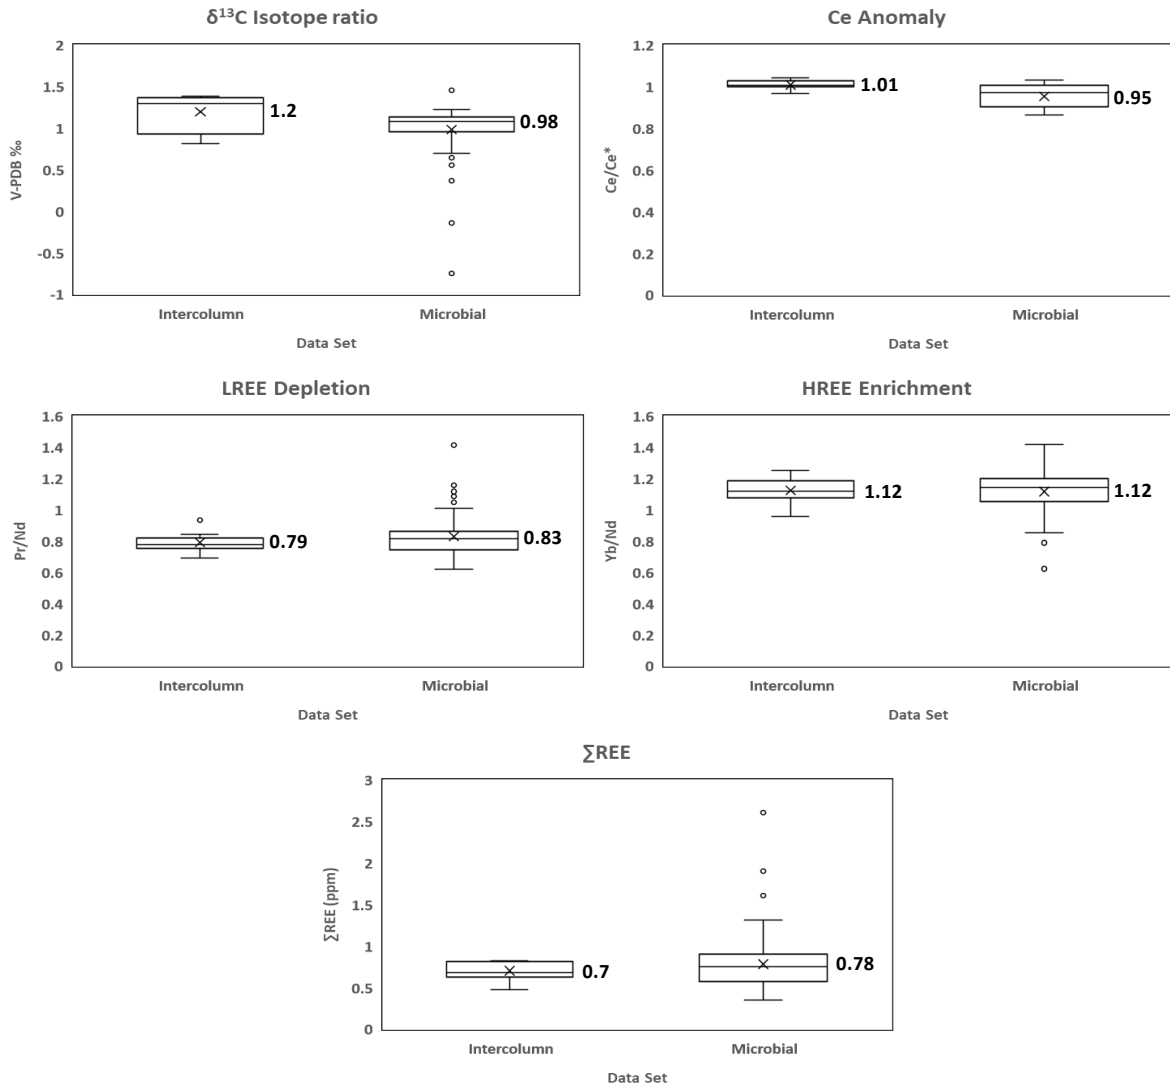 δ¹³C Isotope ratio
2
1.5
1
0.5
0
-0.5
-1
V-PDB ‰
1.2
0.98
Intercolumn Microbial
Data Set
Ce Anomaly
1.2
1
0.8
0.6
0.4
0.2
0
Ce/Ce*
1.01
0.95
Intercolumn Microbial
Data Set
LREE Depletion
1.6
1.4
1.2
1
0.8
0.6
0.4
0.2
0
Pr/Nd
0.79
0.83
Intercolumn Microbial
Data Set
HREE Enrichment
1.6
1.4
1.2
1
0.8
0.6
0.4
0.2
0
Yb/Nd
1.12
1.12
Intercolumn Microbial
Data Set
∑REE
3
2.5
2
1.5
1
0.5
0
∑REE (ppm)
0.7
0.78
Intercolumn Microbial
Data Set